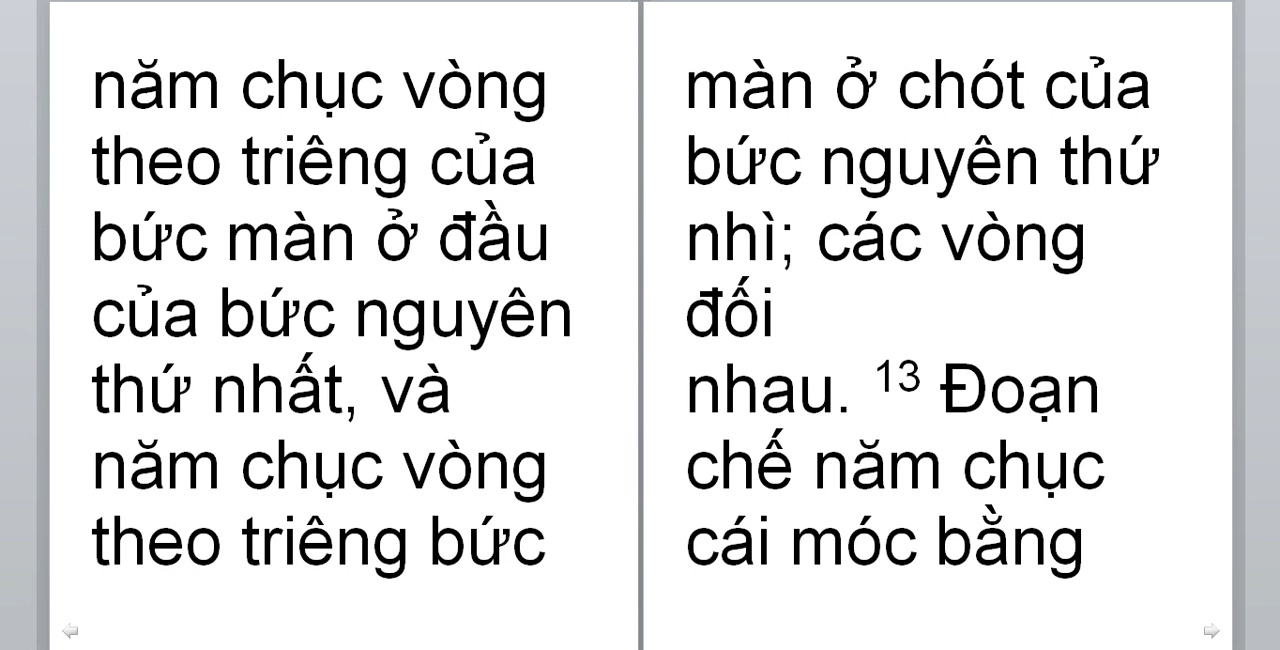 năm chục vòng
theo triêng của
bức màn ở đầu
của bức nguyên
thứ nhất, và
năm chục vòng
theo triêng bức
màn ở chót của
bức nguyên thứ
nhì; các vòng
đối
nhau. 13 Đoạn
chế năm chục
cái móc bằng